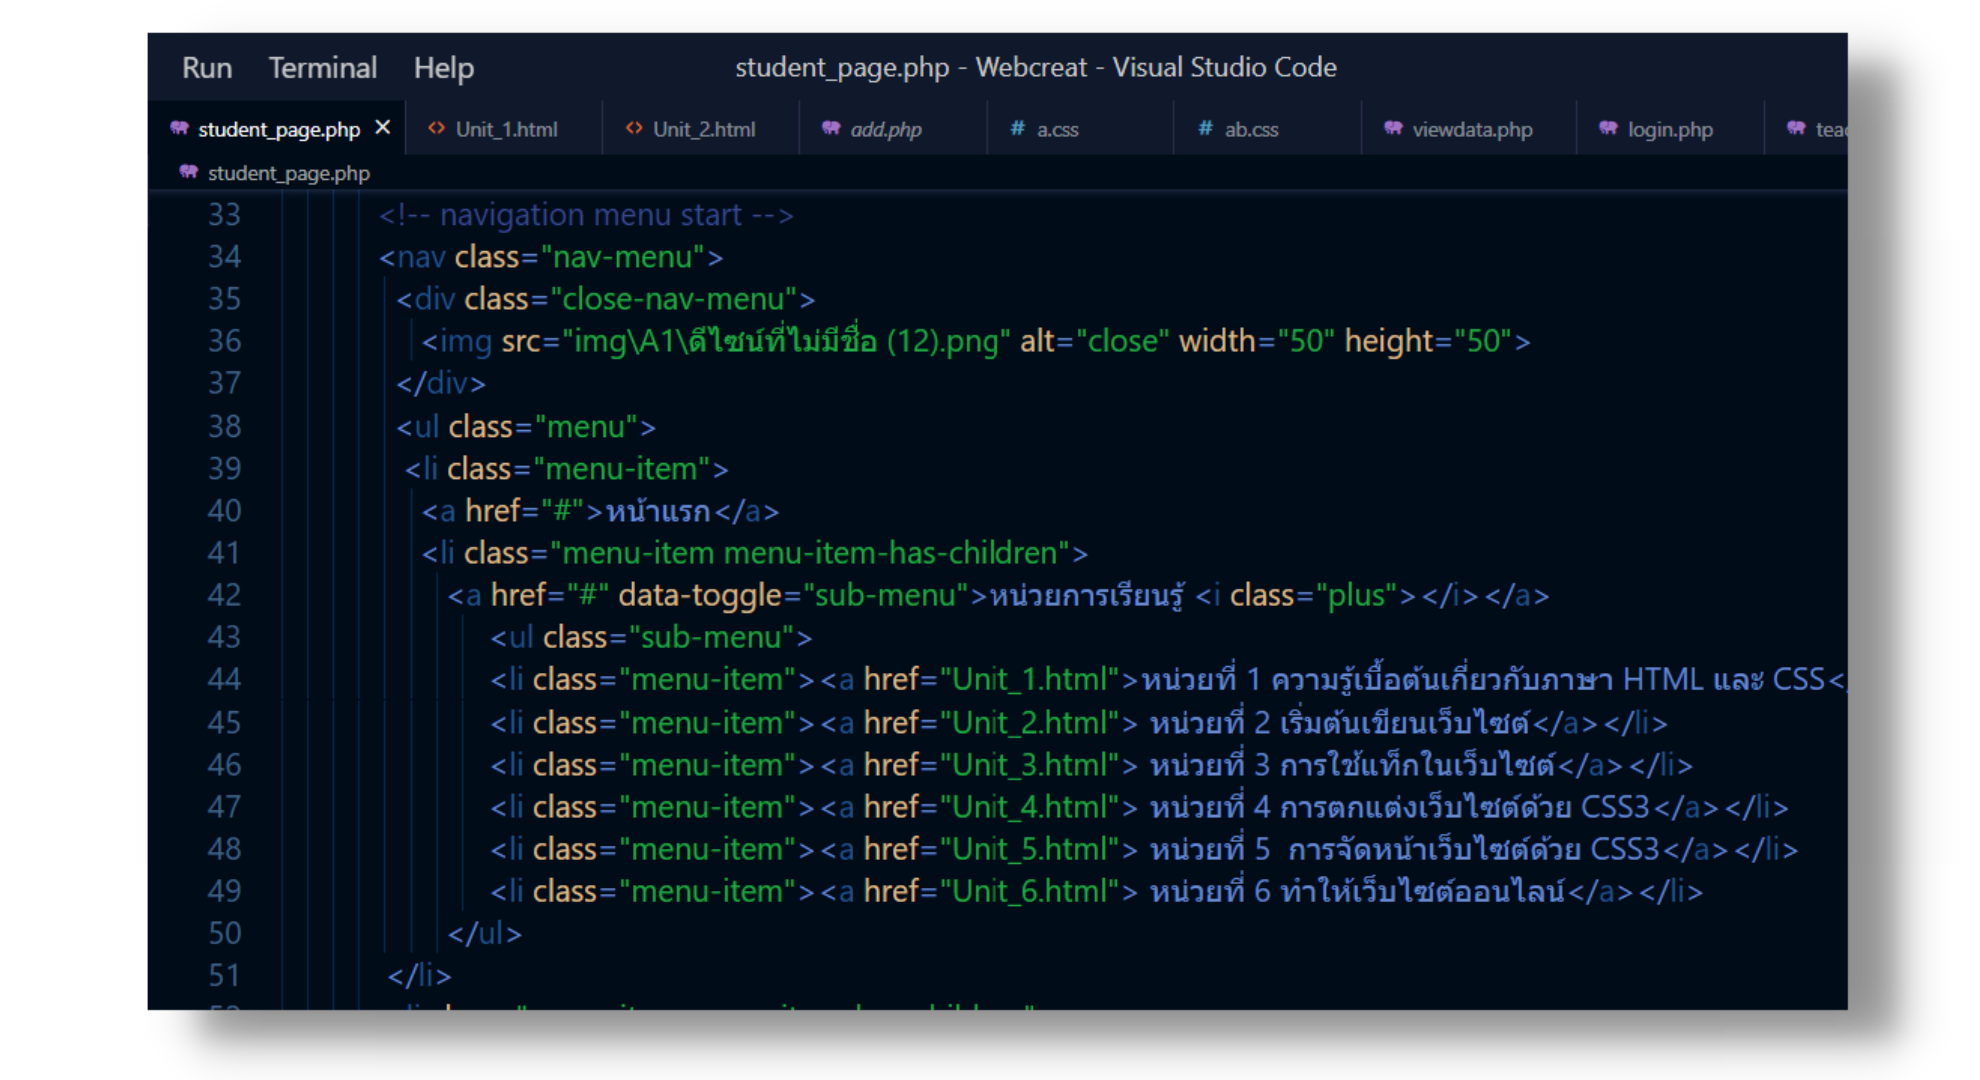 Run Terminal Help student_page.php - Webcreat - Visual Studio Code
student_page.php × Unit_1.html Unit_2.html add.php # a.css # ab.css viewdata.php login.php
student_page.php
33 <!-- navigation menu start -->
34 <nav class="nav-menu">
35 <div class="close-nav-menu">
36 <img src="img\A1\ดีไซน์ที่ไม่มีชื่อ (12).png" alt="close" width="50" height="50">
37 </div>
38 <ul class="menu">
39 <li class="menu-item">
40 <a href="#">หน้าแรก</a>
41 <li class="menu-item menu-item-has-children">
42 <a href="#" data-toggle="sub-menu">หน่วยการเรียนรู้ <i class="plus"></i></a>
43 <ul class="sub-menu">
44 <li class="menu-item"><a href="Unit_1.html">หน่วยที่ 1 ความรู้เบื้อต้นเกี่ยวกับภาษา HTML และ CSS<
45 <li class="menu-item"><a href="Unit_2.html"> หน่วยที่ 2 เริ่มต้นเขียนเว็บไซต์</a></li>
46 <li class="menu-item"><a href="Unit_3.html"> หน่วยที่ 3 การใช้แท็กในเว็บไซต์</a></li>
47 <li class="menu-item"><a href="Unit_4.html"> หน่วยที่ 4 การตกแต่งเว็บไซต์ด้วย CSS3</a></li>
48 <li class="menu-item"><a href="Unit_5.html"> หน่วยที่ 5  การจัดหน้าเว็บไซต์ด้วย CSS3</a></li>
49 <li class="menu-item"><a href="Unit_6.html"> หน่วยที่ 6 ทำให้เว็บไซต์ออนไลน์</a></li>
50 </ul>
51 </li>